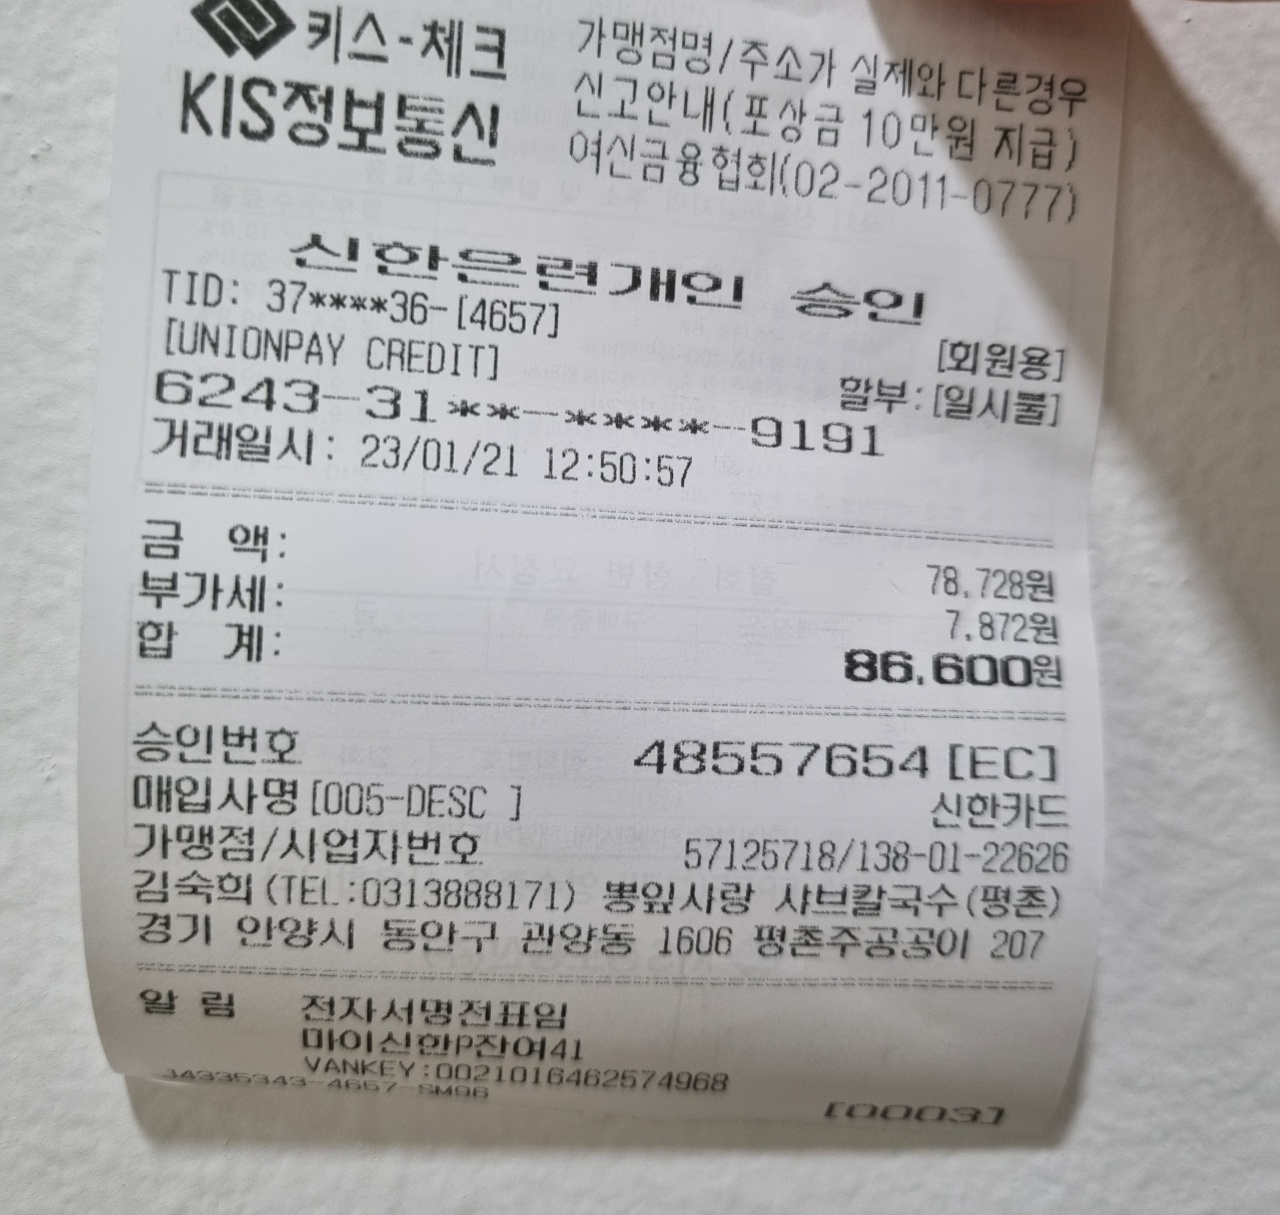 키스-체크
KIS정보통신
가맹점명/주소가 실제와 다른경우
신고안내(포상금 10만원 지급)
여신금융협회(02-2011-0777)
신한은련개인 승인
TID: 37****36-[4657]
[UNIONPAY CREDIT] [회원용]
6243-31**-****-9191 할부:[일시불]
거래일시: 23/01/21 12:50:57
금 액: 78,728원
부가세: 7,872원
합 계: 86,600원
승인번호 48557654 [EC]
매입사명 [005-DESC ] 신한카드
가맹점/사업자번호 57125718/138-01-22626
김숙희(TEL:0313888171) 뽕잎사랑 샤브칼국수(평촌)
경기 안양시 동안구 관양동 1606 평촌주공공이 207
알 림 전자서명전표임
마이신한P잔여41
VANKEY:0021016462574968
34335343-4657-SM96
[0003]